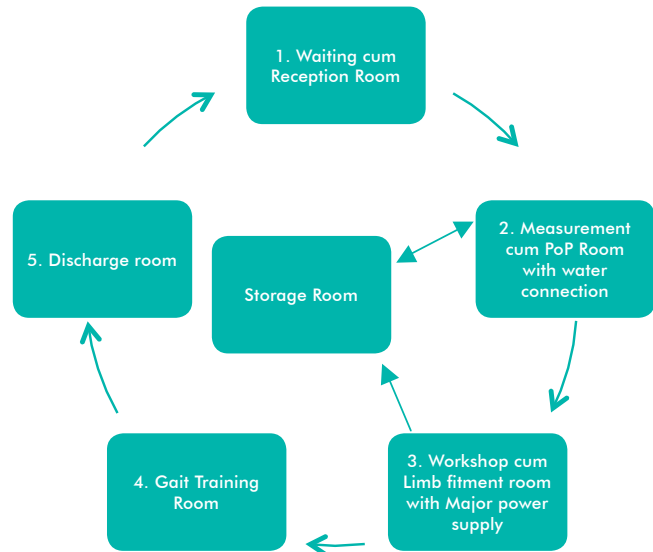 1. Waiting cum
Reception Room
2. Measurement
cum PoP Room
with water
connection
3. Workshop cum
Limb fitment room
with Major power
supply
4. Gait Training
Room
5. Discharge room
Storage Room